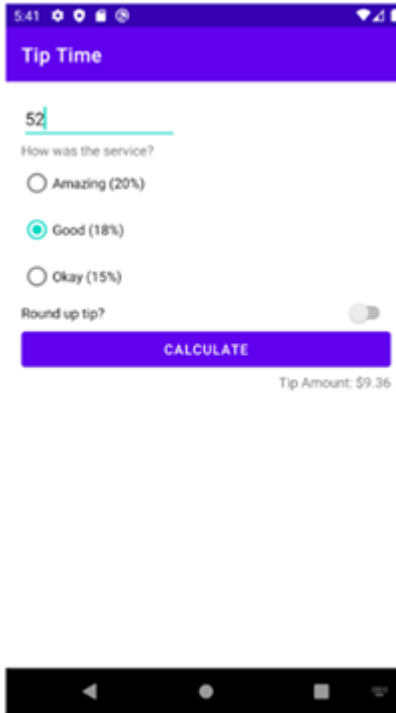 5:41
Tip Time
52
How was the service?
Amazing (20%)
Good (18%)
Okay (15%)
Round up tip?
CALCULATE
Tip Amount: $9.36